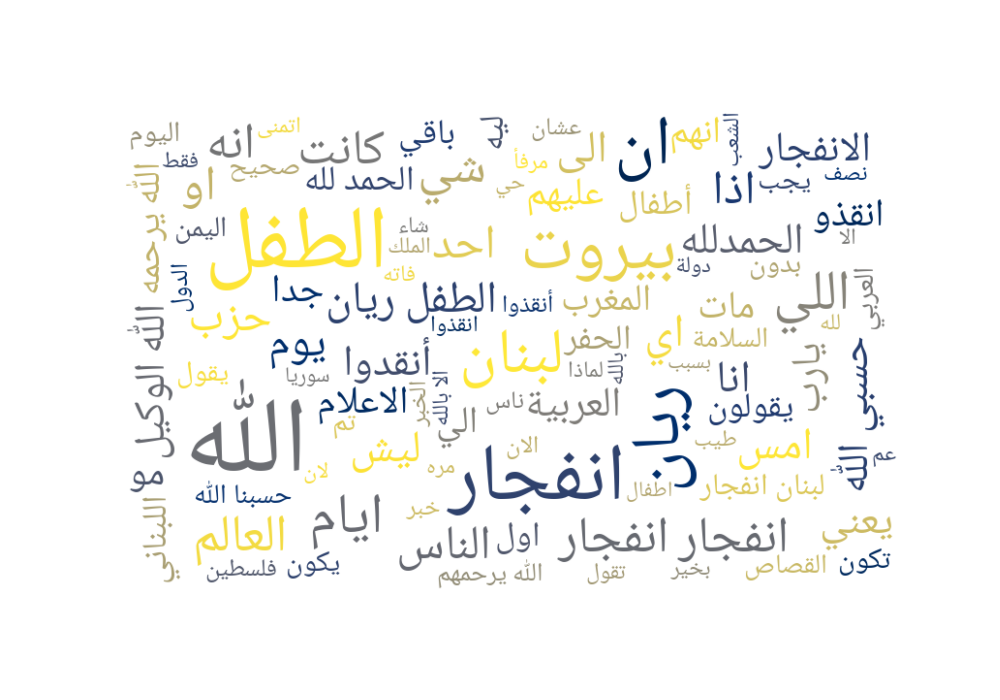 اليوم
انه
اتمنى
كانت
باقي
ليه
عشان
الى
مرفأ
ان
انهم
الشعب
الانفجار
فقط
صحيح
الحمد لله
شي
حي
عليهم
أطفال
اذا
يجب
نصف
الله يرحمه
او
انقذو
اليمن
الطفل
شاء
الملك
احد
بيروت
الحمدلله
الا
دولة
بدون
فاته
الدول
جدا
الطفل ريان
أنقذوا
المغرب
مات
اللي
العربي
حزب
انقذوا
الحفر
اي
السلامة
لله
الله الوكيل
يوم
أنقدوا
لبنان
لماذا
بالله
بسبب
انا
يارب
حسبي
يقول
سوريا
الاعلام
الخبر
الا بالله
ناس
العربية
ريان
يقولون
تم
الي
الله
ليش
مره
الان
طيب
امس
الله
عم
لان
انفجار
اطفال
لبنان انفجار
و
حسبنا الله
اللبناني
العالم
ايام
خبر
الناس
اول
انفجار انفجار
يعني
فلسطين
يكون
الله يرحمهم
تقول
بخير
القصاص
تكون